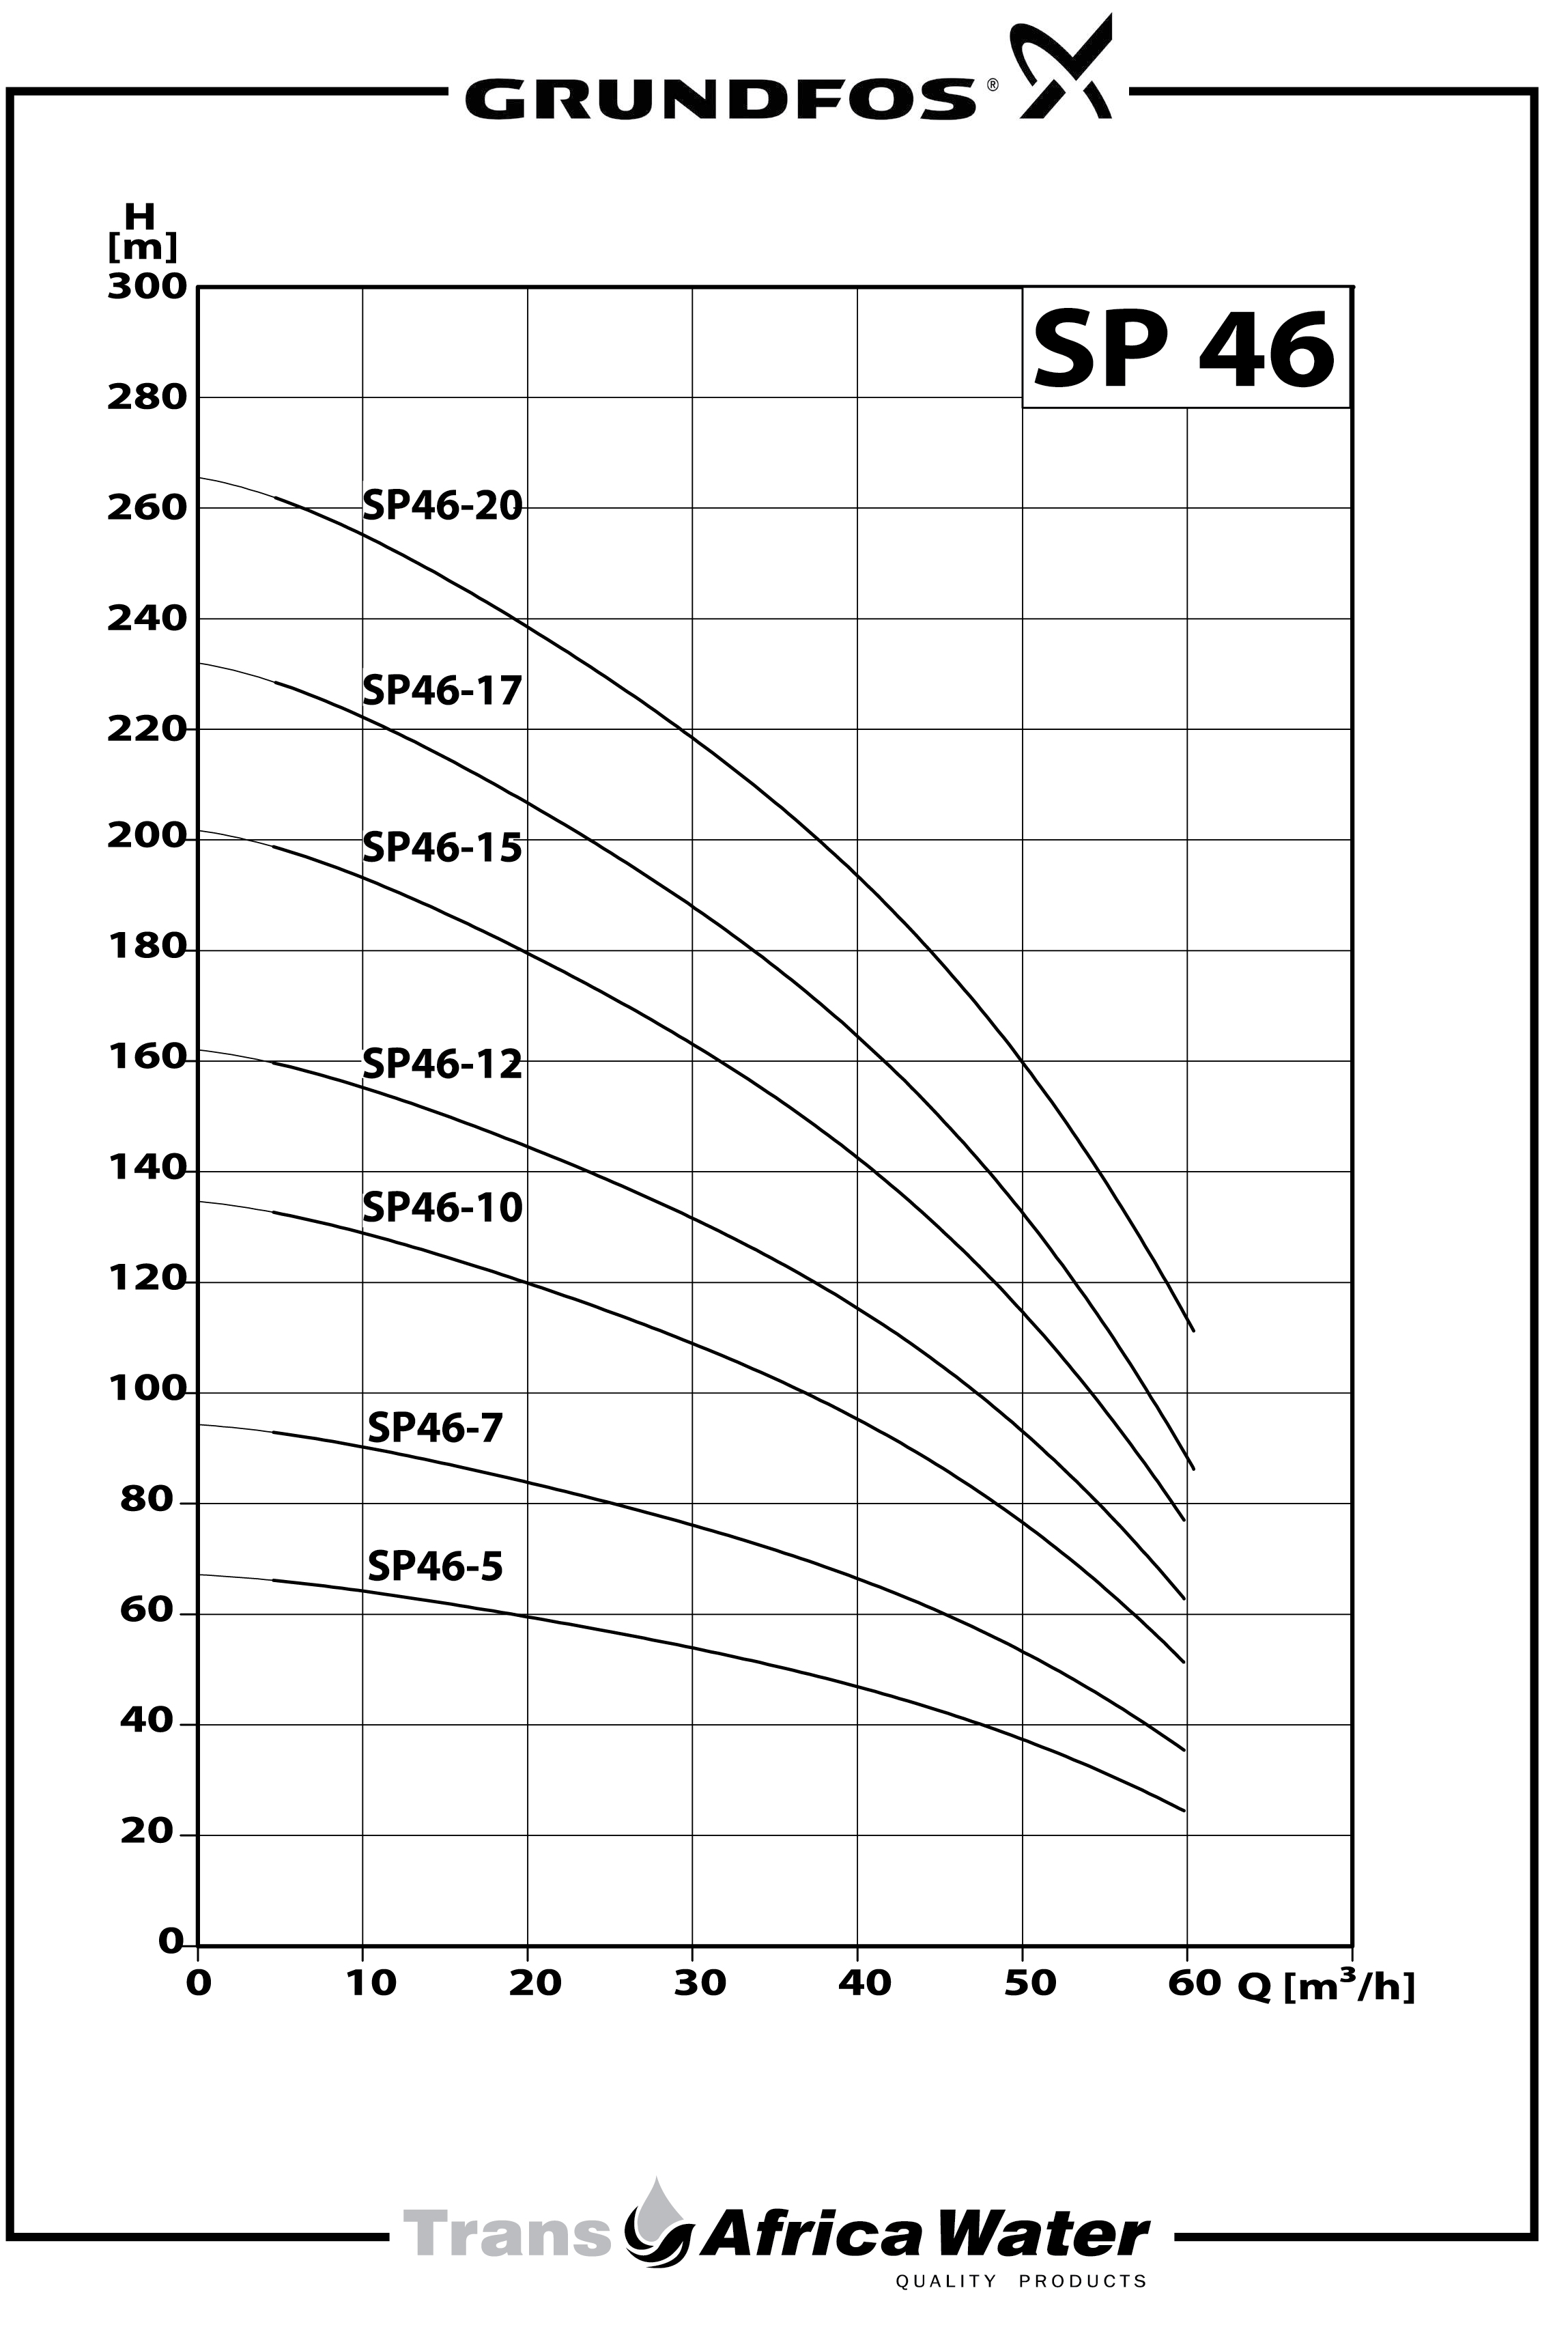 GRUNDFOS®
H
[m]
300
SP 46
280
260
SP46-20
240
SP46-17
220
200
SP46-15
180
160
SP46-12
140
SP46-10
120
100
SP46-7
80
SP46-5
60
40
20
0
0 10 20 30 40 50 60 Q [m³/h]
Trans Africa Water
QUALITY PRODUCTS